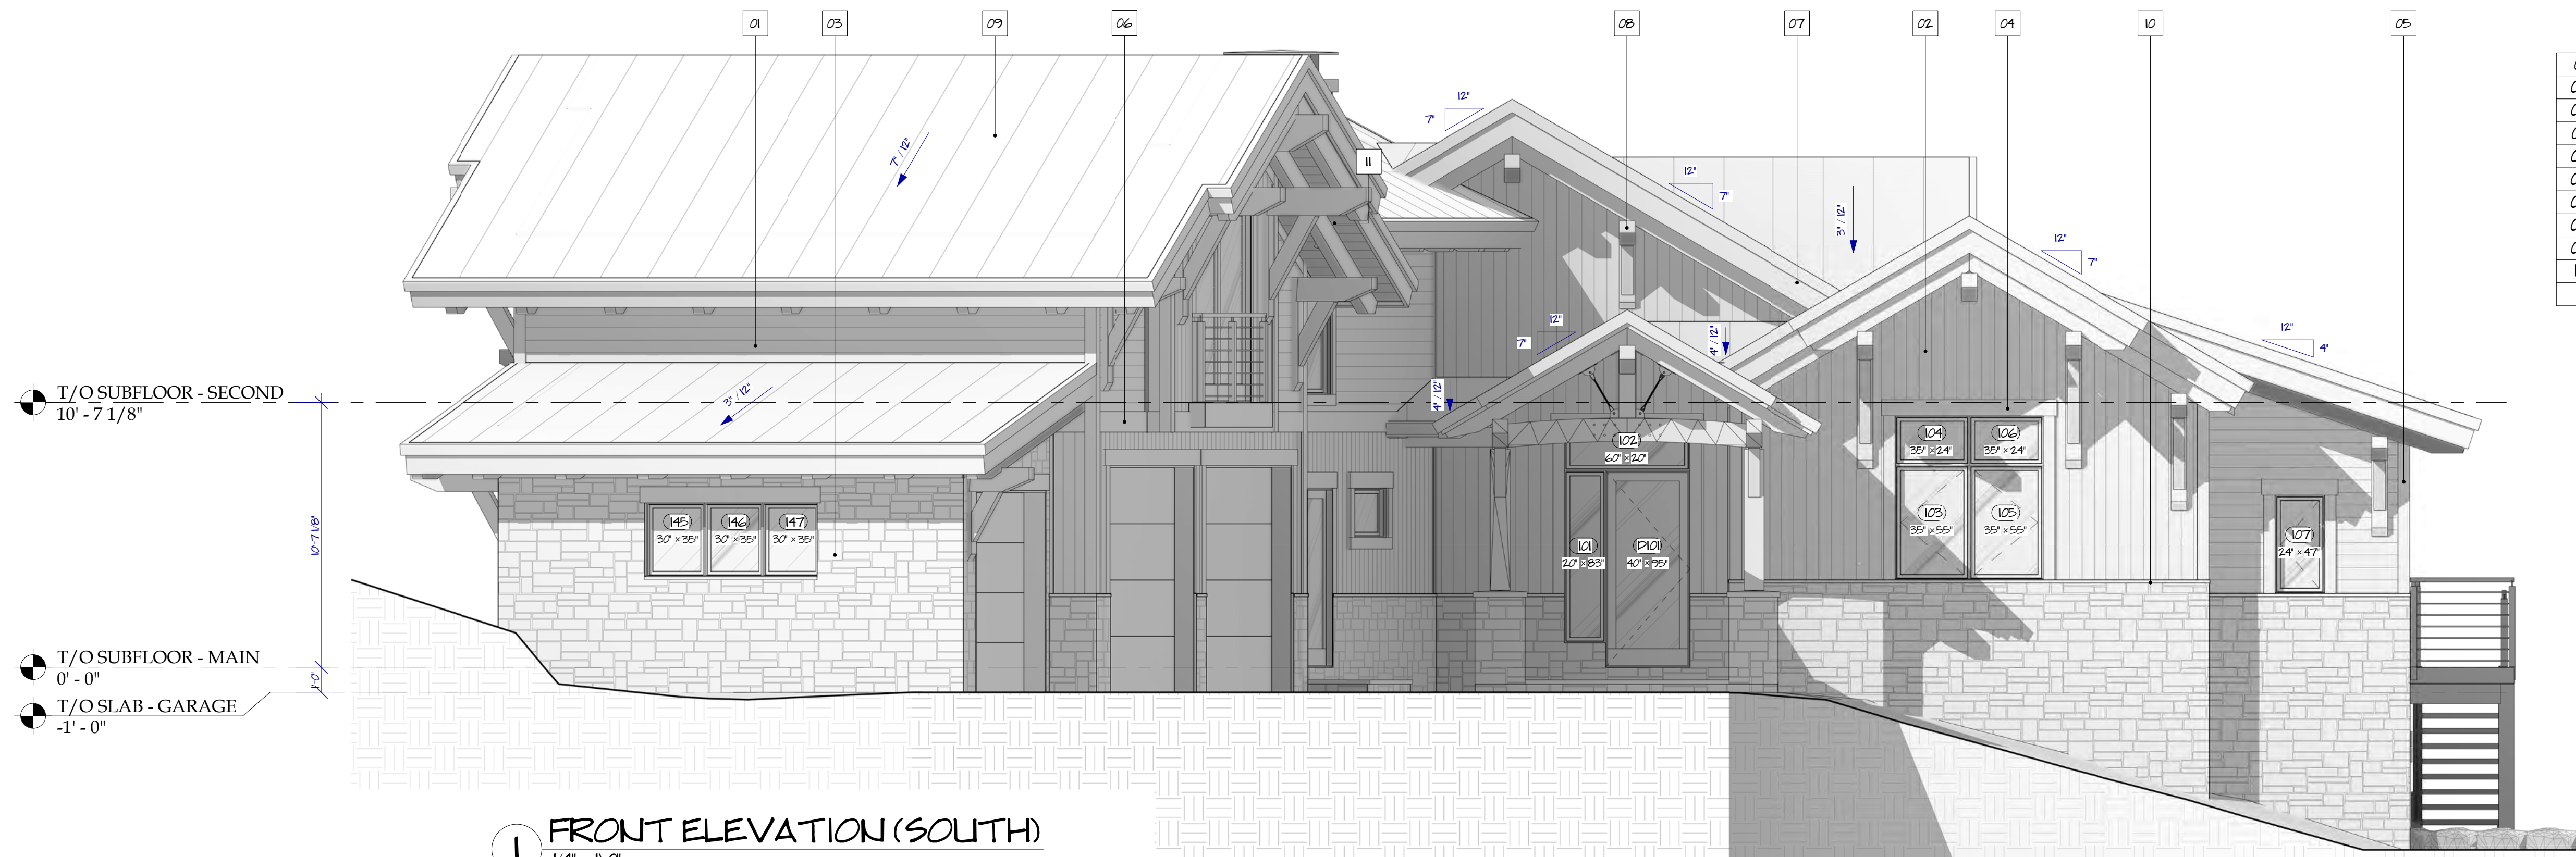 01 03 09 06 08 07 02 04 10 05
11
7" / 12"
12"
7"
12"
7"
3" / 12"
12"
7"
12"
7"
4" / 12"
12"
4"
4" / 12"
3" / 12"
T/O SUBFLOOR - SECOND
10' - 7 1/8"
10'-7 1/8"
T/O SUBFLOOR - MAIN
0' - 0"
1'-0"
T/O SLAB - GARAGE
-1' - 0"
145 146 147
30" x 35" 30" x 35" 30" x 35"
102
60" x 20"
101
20" x 83"
D101
40" x 95"
104 106
35" x 24" 35" x 24"
103 105
35" x 55" 35" x 55"
107
24" x 47"
1
FRONT ELEVATION (SOUTH)